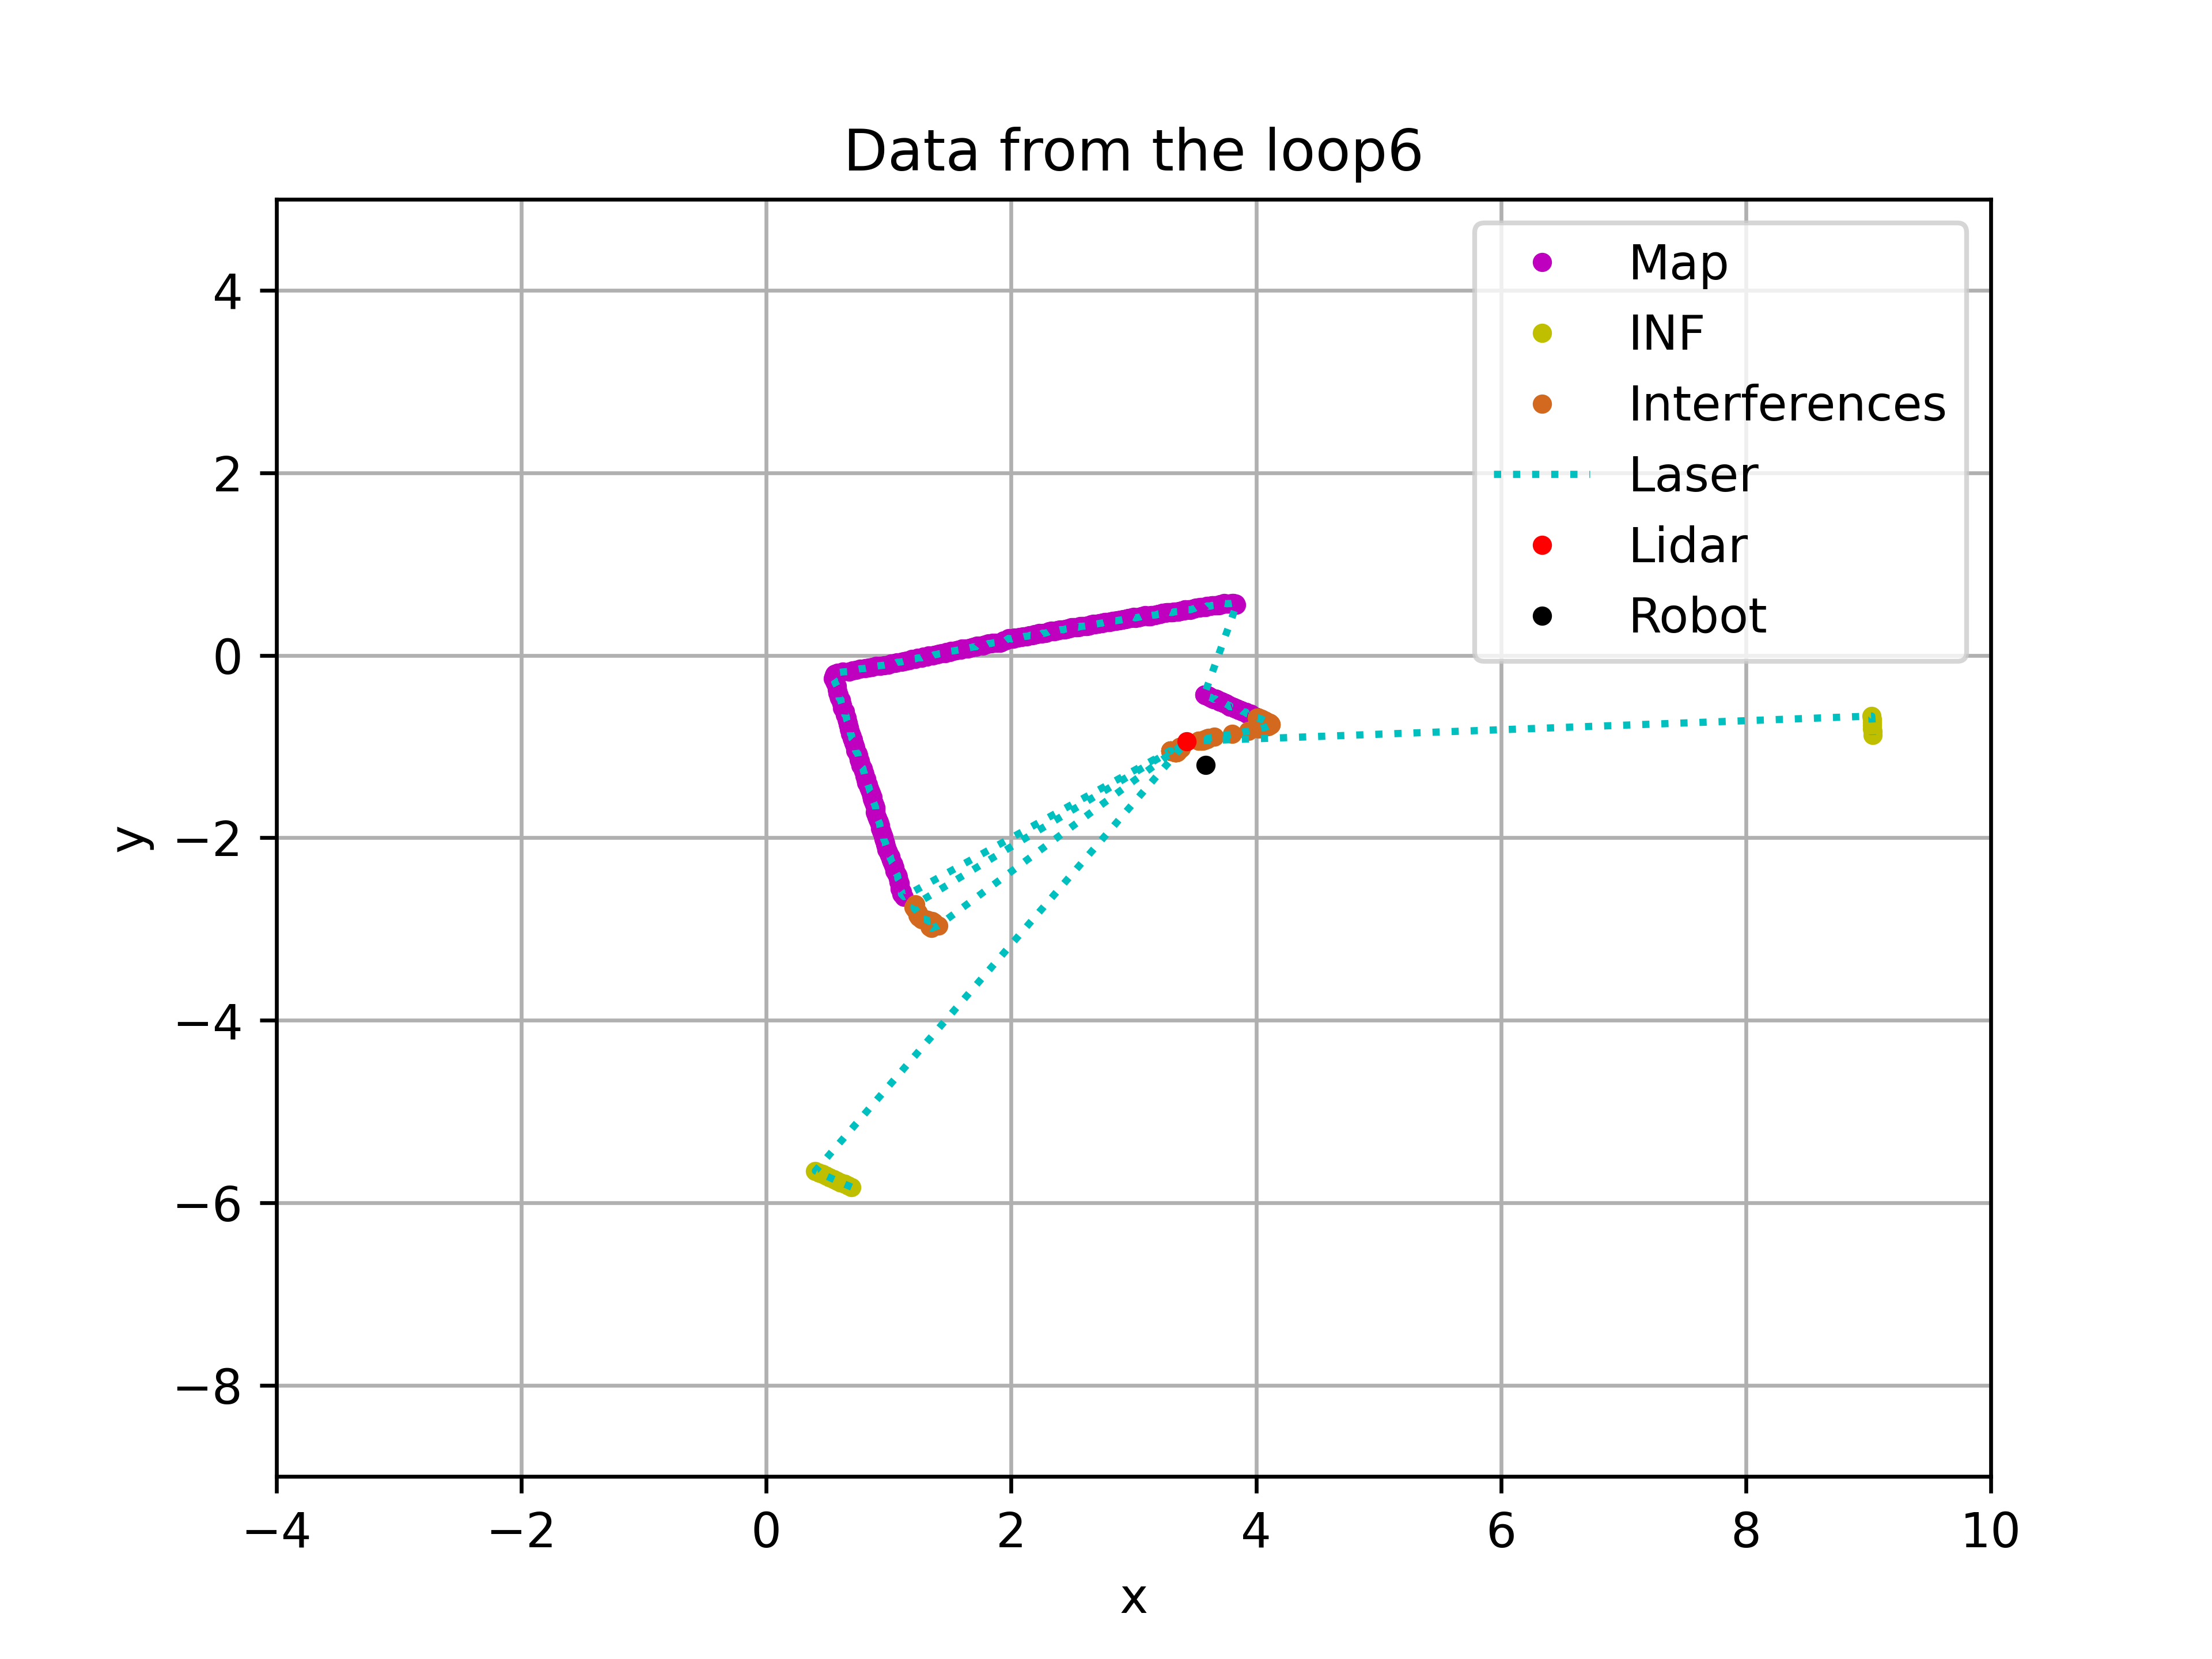 Data from the loop6
Map
INF
Interferences
Laser
Lidar
Robot
4
2
0
−2
−4
−6
−8
y
−4 −2 0 2 4 6 8 10
x